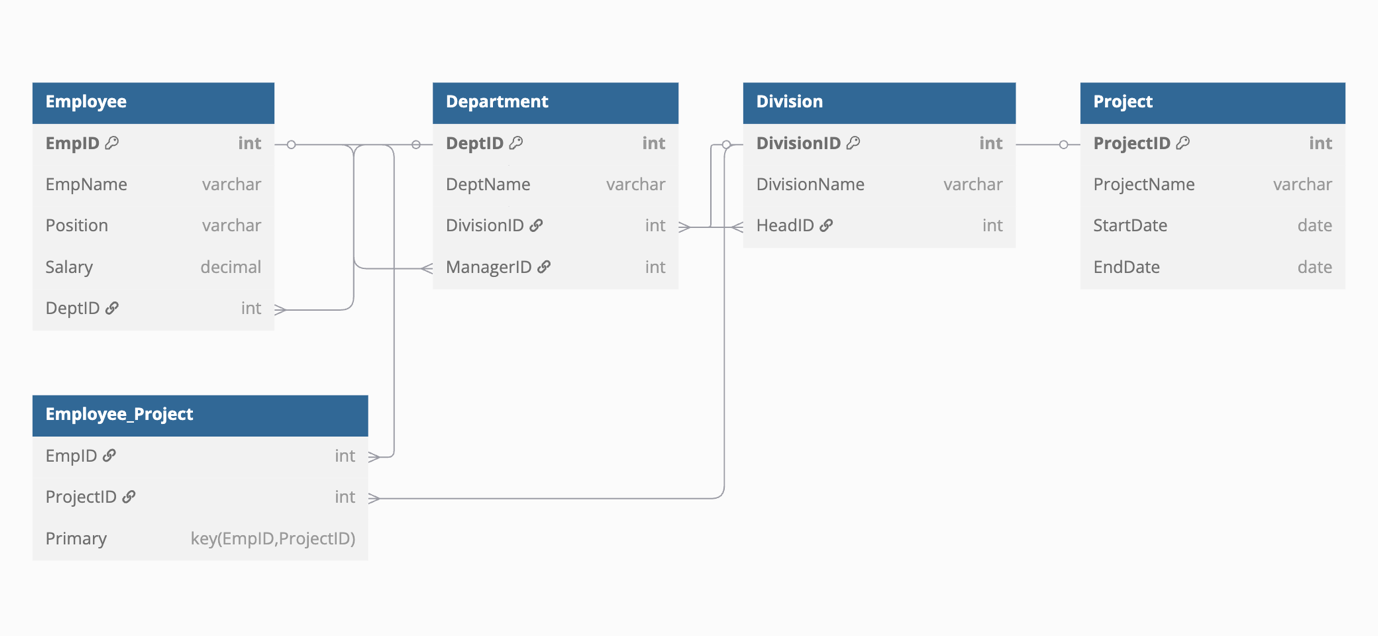 Employee
EmpID int
EmpName varchar
Position varchar
Salary decimal
DeptID int
Department
DeptID int
DeptName varchar
DivisionID int
ManagerID int
Division
DivisionID int
DivisionName varchar
HeadID int
Project
ProjectID int
ProjectName varchar
StartDate date
EndDate date
Employee_Project
EmpID int
ProjectID int
Primary key(EmpID,ProjectID)